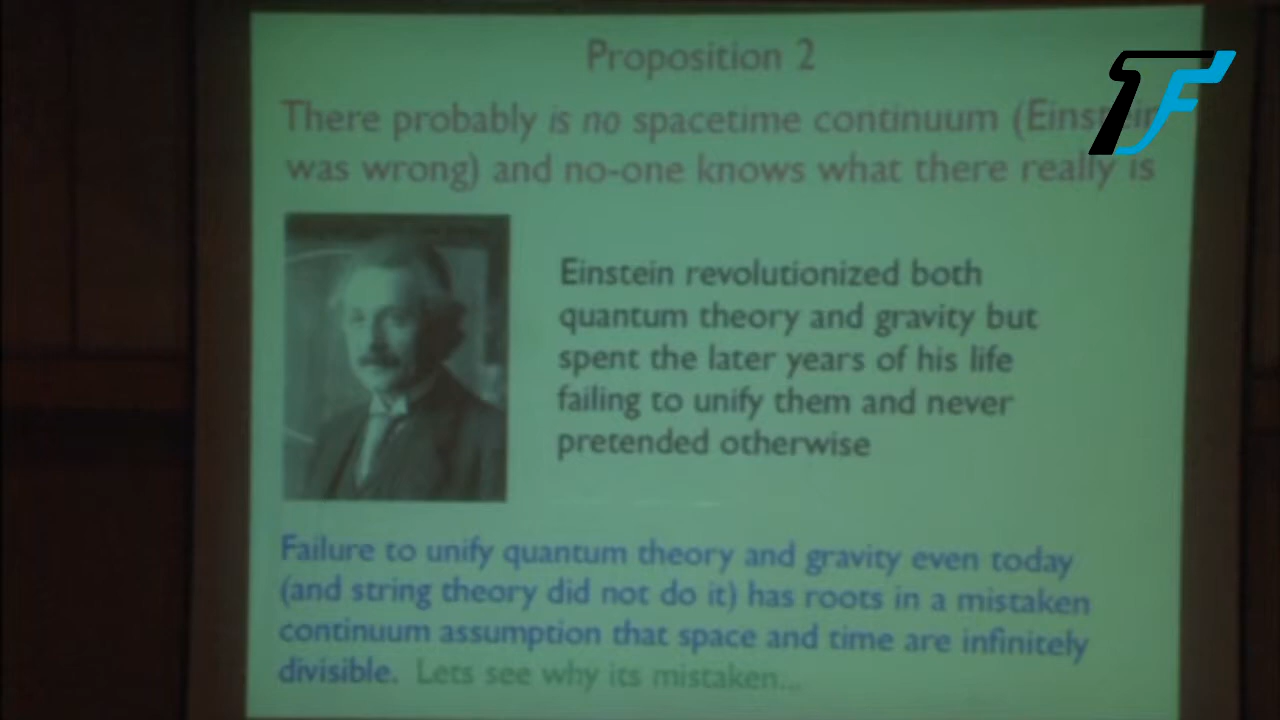 Proposition 2
There probably is no spacetime continuum (Einstein
was wrong) and no-one knows what there really is
Einstein revolutionized both
quantum theory and gravity but
spent the later years of his life
failing to unify them and never
pretended otherwise
Failure to unify quantum theory and gravity even today
(and string theory did not do it) has roots in a mistaken
continuum assumption that space and time are infinitely
divisible. Lets see why its mistaken...